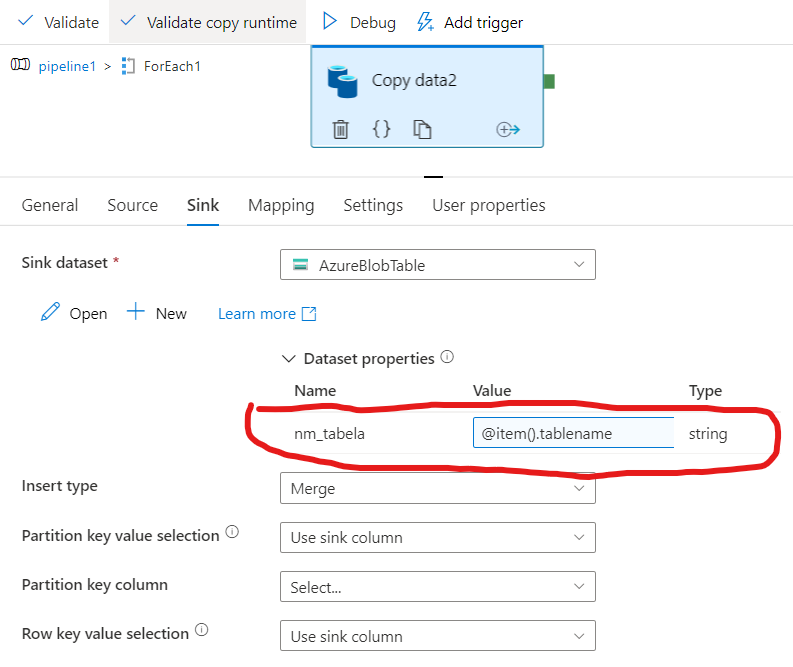 Validate Validate copy runtime Debug Add trigger
pipeline1 > ForEach1
Copy data2
{}
General Source Sink Mapping Settings User properties
Sink dataset * AzureBlobTable
Open New Learn more
Dataset properties
Name Value Type
nm_tabela @item().tablename string
Insert type Merge
Partition key value selection Use sink column
Partition key column Select...
Row key value selection Use sink column